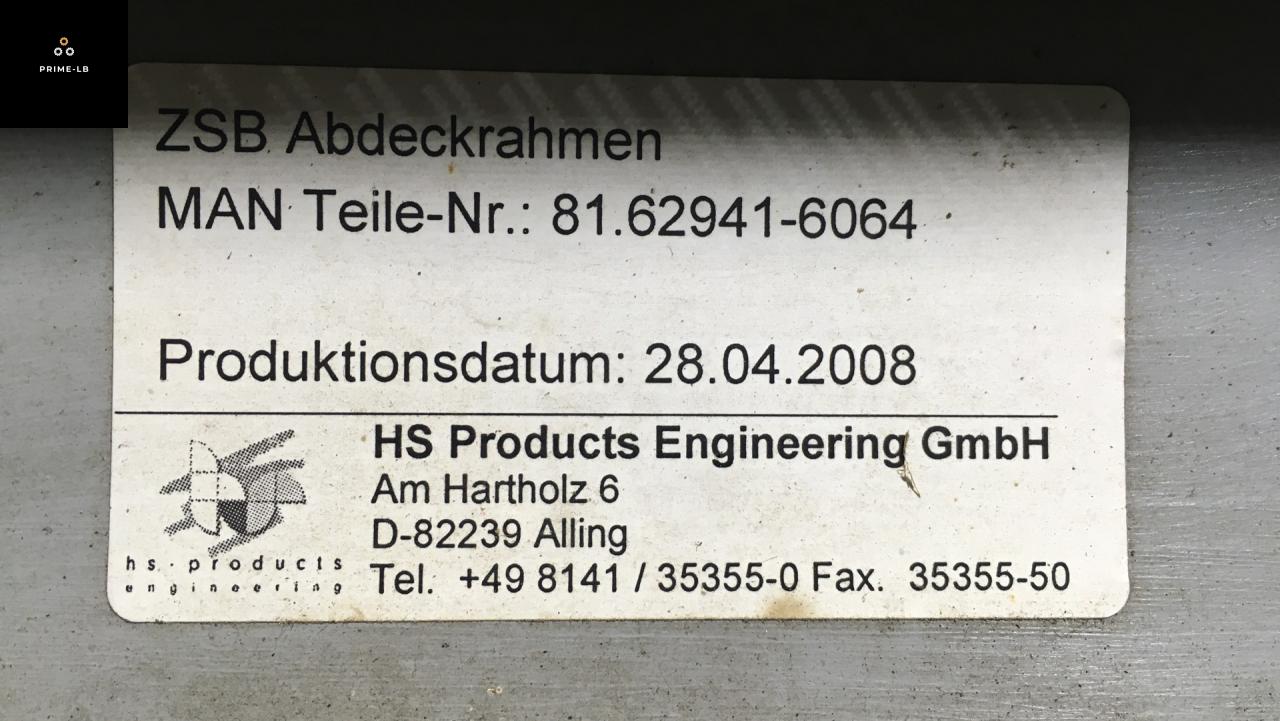 PRIME-LB
ZSB Abdeckrahmen
MAN Teile-Nr.: 81.62941-6064
Produktionsdatum: 28.04.2008
HS Products Engineering GmbH
Am Hartholz 6
D-82239 Alling
Tel. +49 8141 / 35355-0 Fax. 35355-50
hs·products
engineering